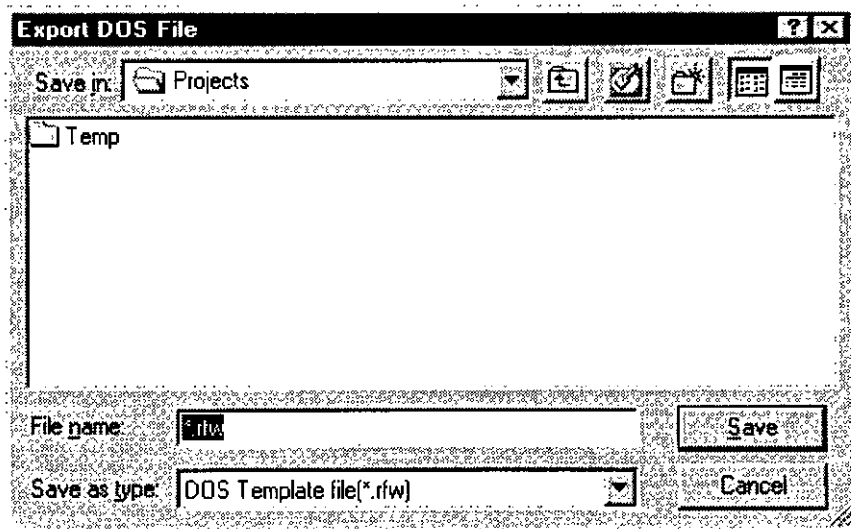 Export DOS File
Save in: Projects
Temp
File name: *.rfw
Save
Save as type: DOS Template file(*.rfw)
Cancel